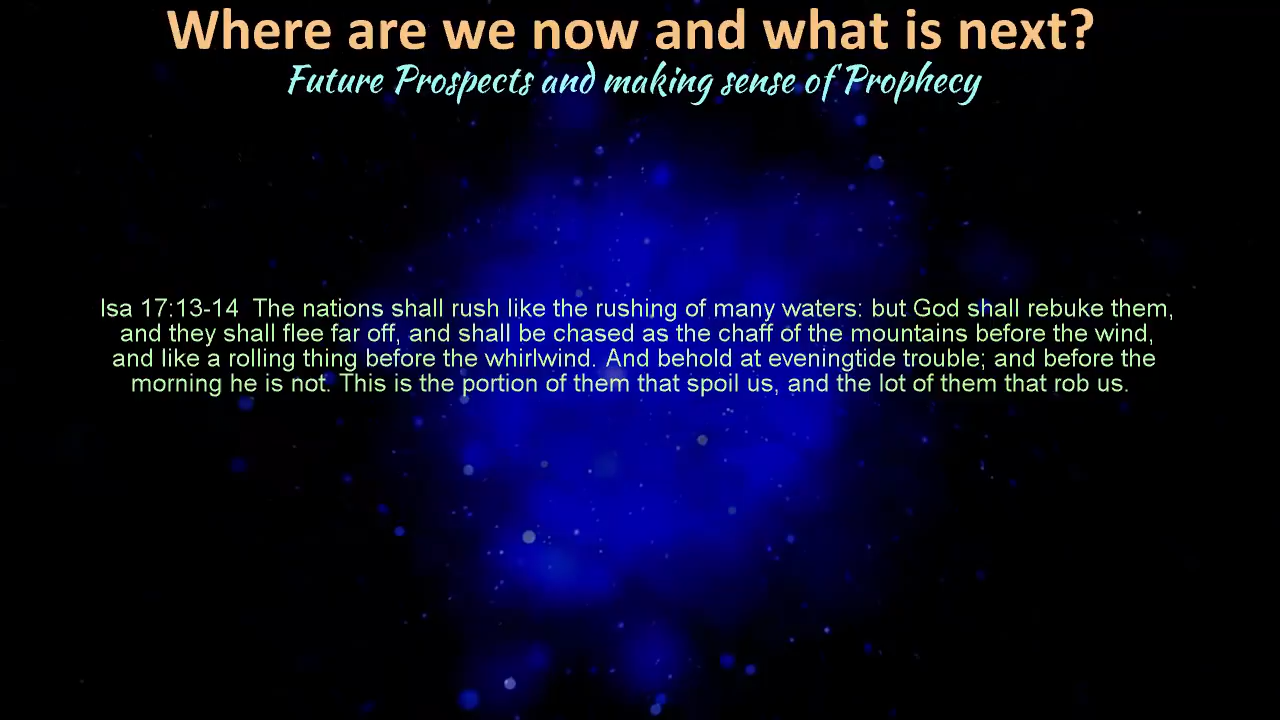 Where are we now and what is next?
Future Prospects and making sense of Prophecy
Isa 17:13-14  The nations shall rush like the rushing of many waters: but God shall rebuke them,
and they shall flee far off, and shall be chased as the chaff of the mountains before the wind,
and like a rolling thing before the whirlwind. And behold at eveningtide trouble; and before the
morning he is not. This is the portion of them that spoil us, and the lot of them that rob us.